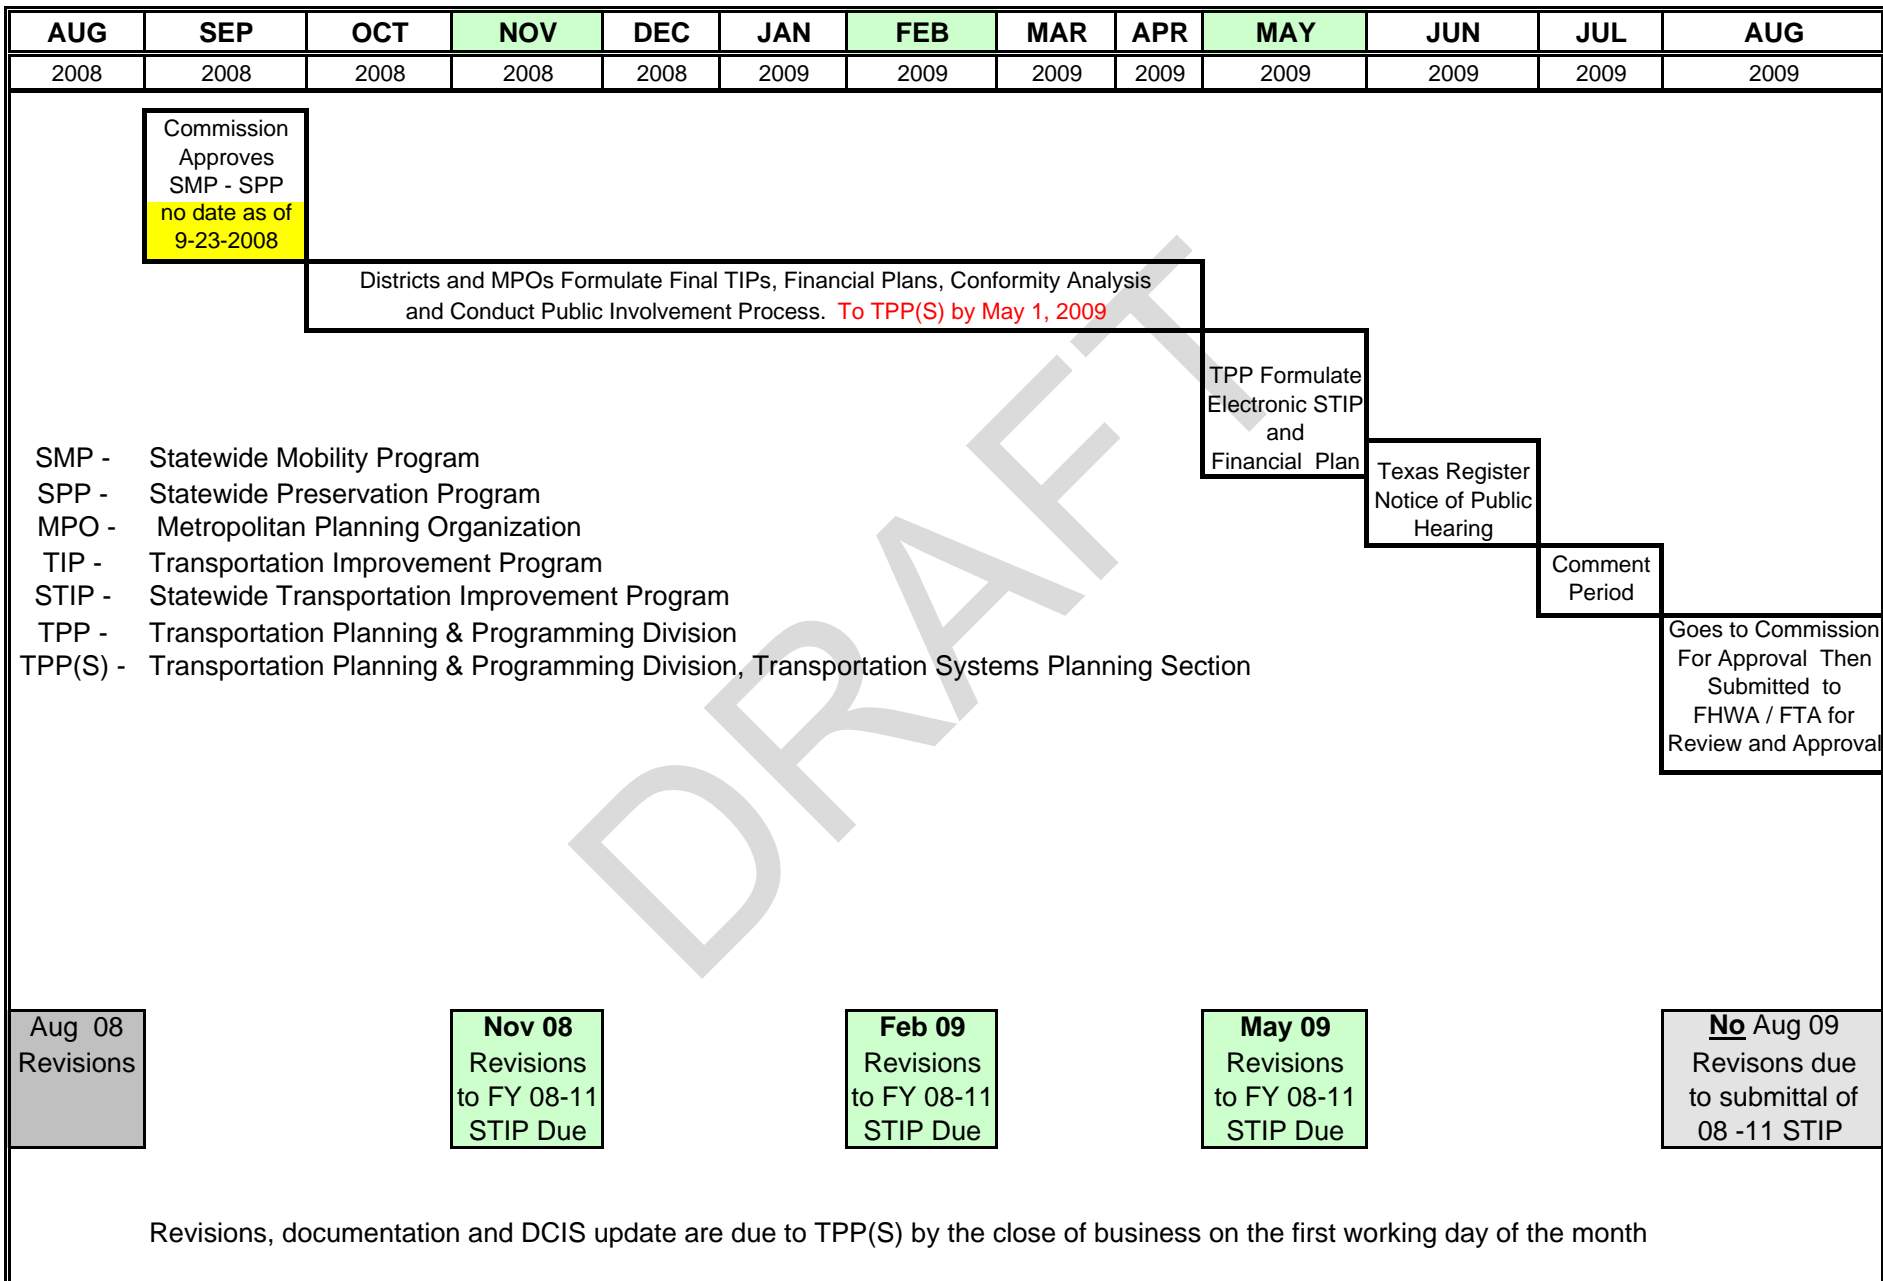 AUG SEP OCT NOV DEC JAN FEB MAR APR MAY JUN JUL AUG
2008 2008 2008 2008 2008 2009 2009 2009 2009 2009 2009 2009 2009
Commission
Approves
SMP - SPP
no date as of
9-23-2008
Districts and MPOs Formulate Final TIPs, Financial Plans, Conformity Analysis
and Conduct Public Involvement Process. To TPP(S) by May 1, 2009
TPP Formulate
Electronic STIP
and
Financial Plan
Texas Register
Notice of Public
Hearing
Comment
Period
Goes to Commission
For Approval Then
Submitted to
FHWA / FTA for
Review and Approval
SMP - Statewide Mobility Program
SPP - Statewide Preservation Program
MPO - Metropolitan Planning Organization
TIP - Transportation Improvement Program
STIP - Statewide Transportation Improvement Program
TPP - Transportation Planning & Programming Division
TPP(S) - Transportation Planning & Programming Division, Transportation Systems Planning Section
DRAFT
Aug 08
Revisions
Nov 08
Revisions
to FY 08-11
STIP Due
Feb 09
Revisions
to FY 08-11
STIP Due
May 09
Revisions
to FY 08-11
STIP Due
No Aug 09
Revisons due
to submittal of
08 -11 STIP
Revisions, documentation and DCIS update are due to TPP(S) by the close of business on the first working day of the month